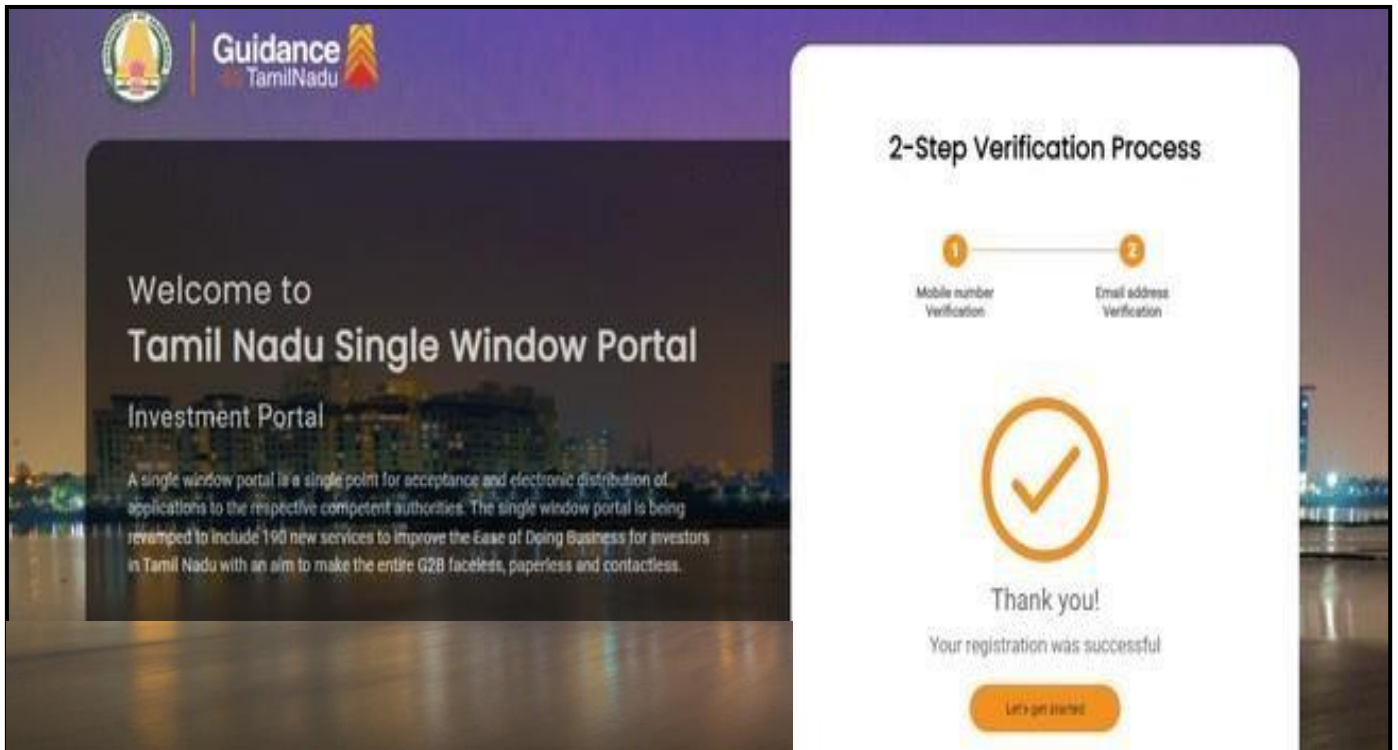 Guidance
TamilNadu
Welcome to
Tamil Nadu Single Window Portal
Investment Portal
A single window portal is a single point for acceptance and electronic distribution of
applications to the respective competent authorities. The single window portal is being
revamped to include 190 new services to improve the Ease of Doing Business for investors
in Tamil Nadu with an aim to make the entire G2B faceless, paperless and contactless.
2-Step Verification Process
1
2
Mobile number
Verification
Email address
Verification
Thank you!
Your registration was successful
Let's get started